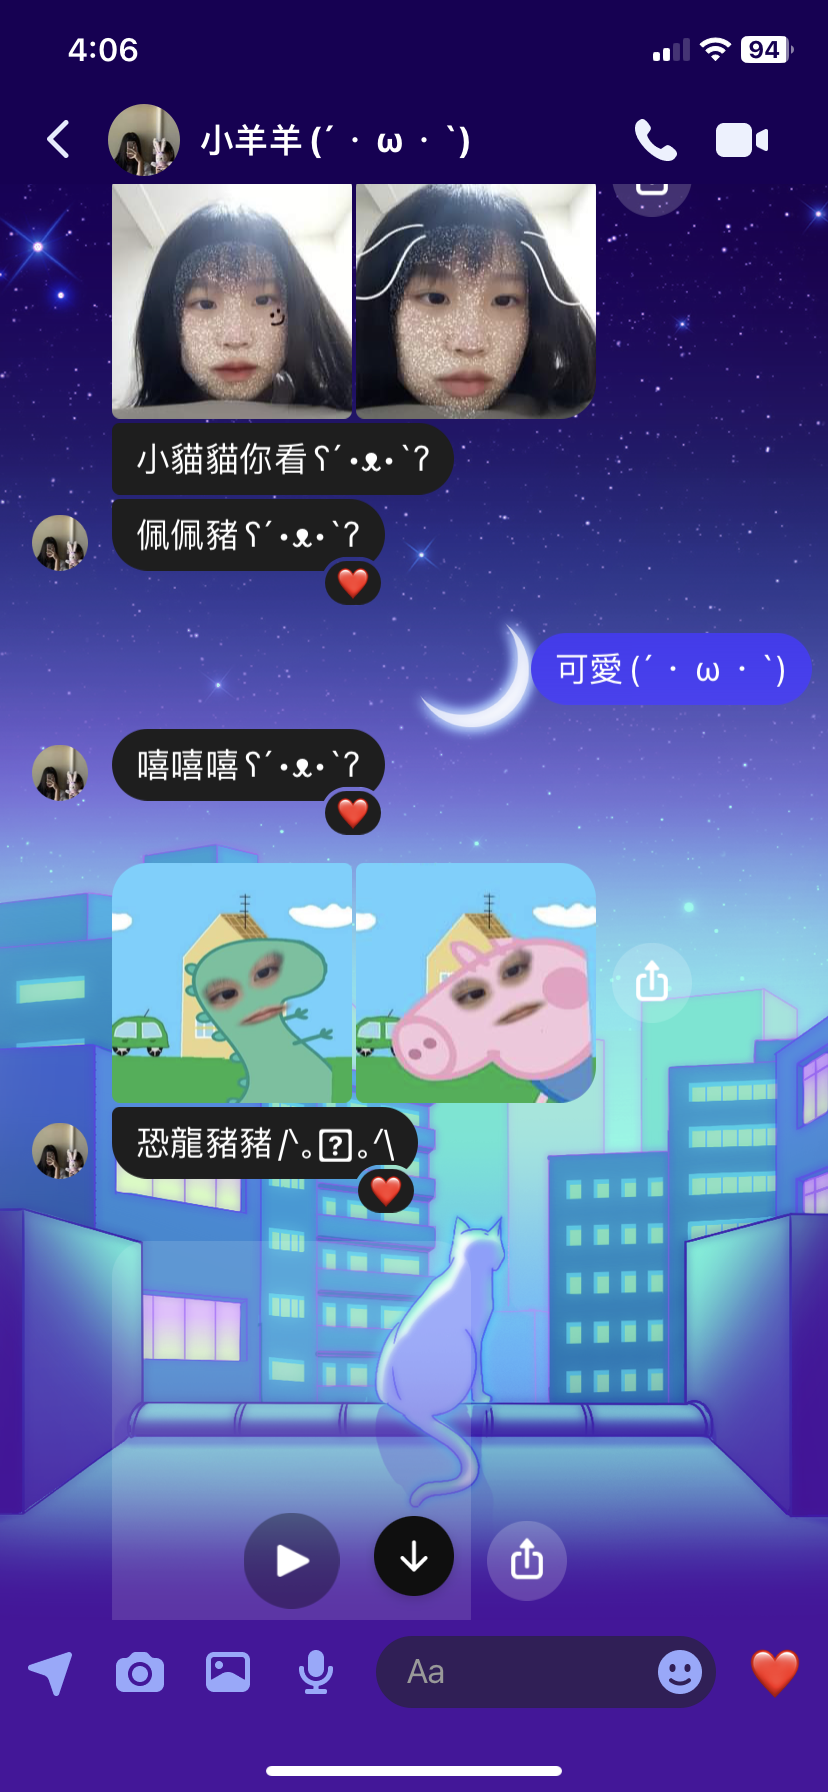 4:06
94
小羊羊 (´・ω・`)
小貓貓你看ʕ´•ᴥ•`ʔ
佩佩豬ʕ´•ᴥ•`ʔ
可愛 (´・ω・`)
嘻嘻嘻ʕ´•ᴥ•`ʔ
恐龍豬豬 /ˋ｡[?]｡ˊ\
Aa